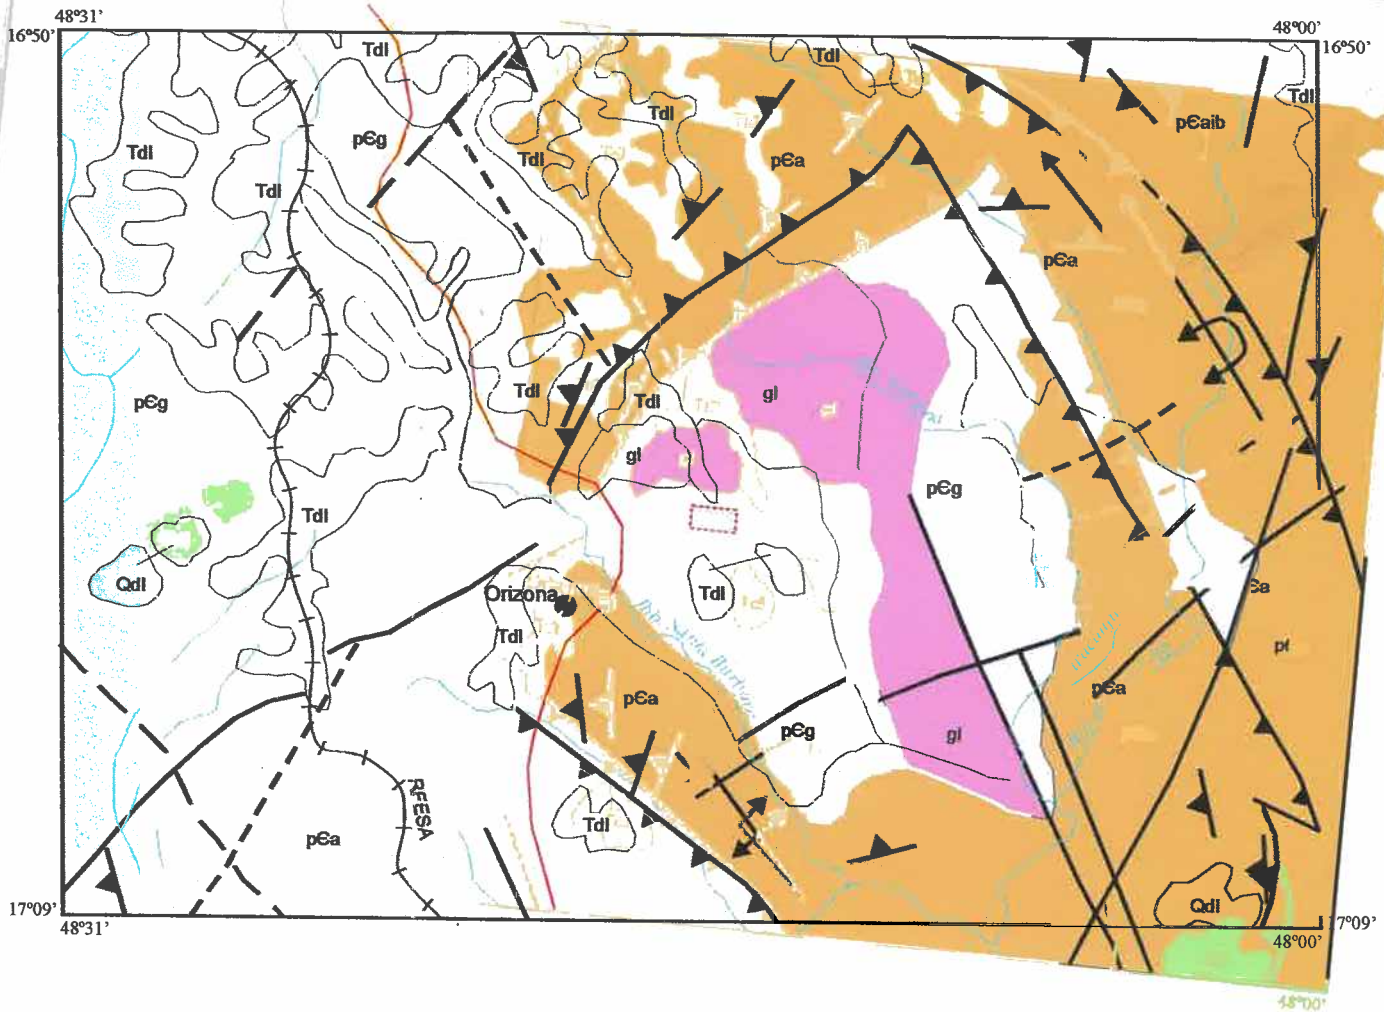 48°31'
48°00'
16°50'
16°50'
Tdl
Tdl
Tdl
Tdl
pЄaib
pЄg
Tdl
Tdl
pЄa
Tdl
Tdl
pЄa
Tdl
gl
Tdl
pЄg
gl
pЄg
Tdl
Qdl
Orizona
Tdl
Єa
Tdl
pЄa
pЄa
pЄg
gl
RFESA
Tdl
pЄa
Qdl
17°09'
17°09'
48°31'
48°00'
48°00'